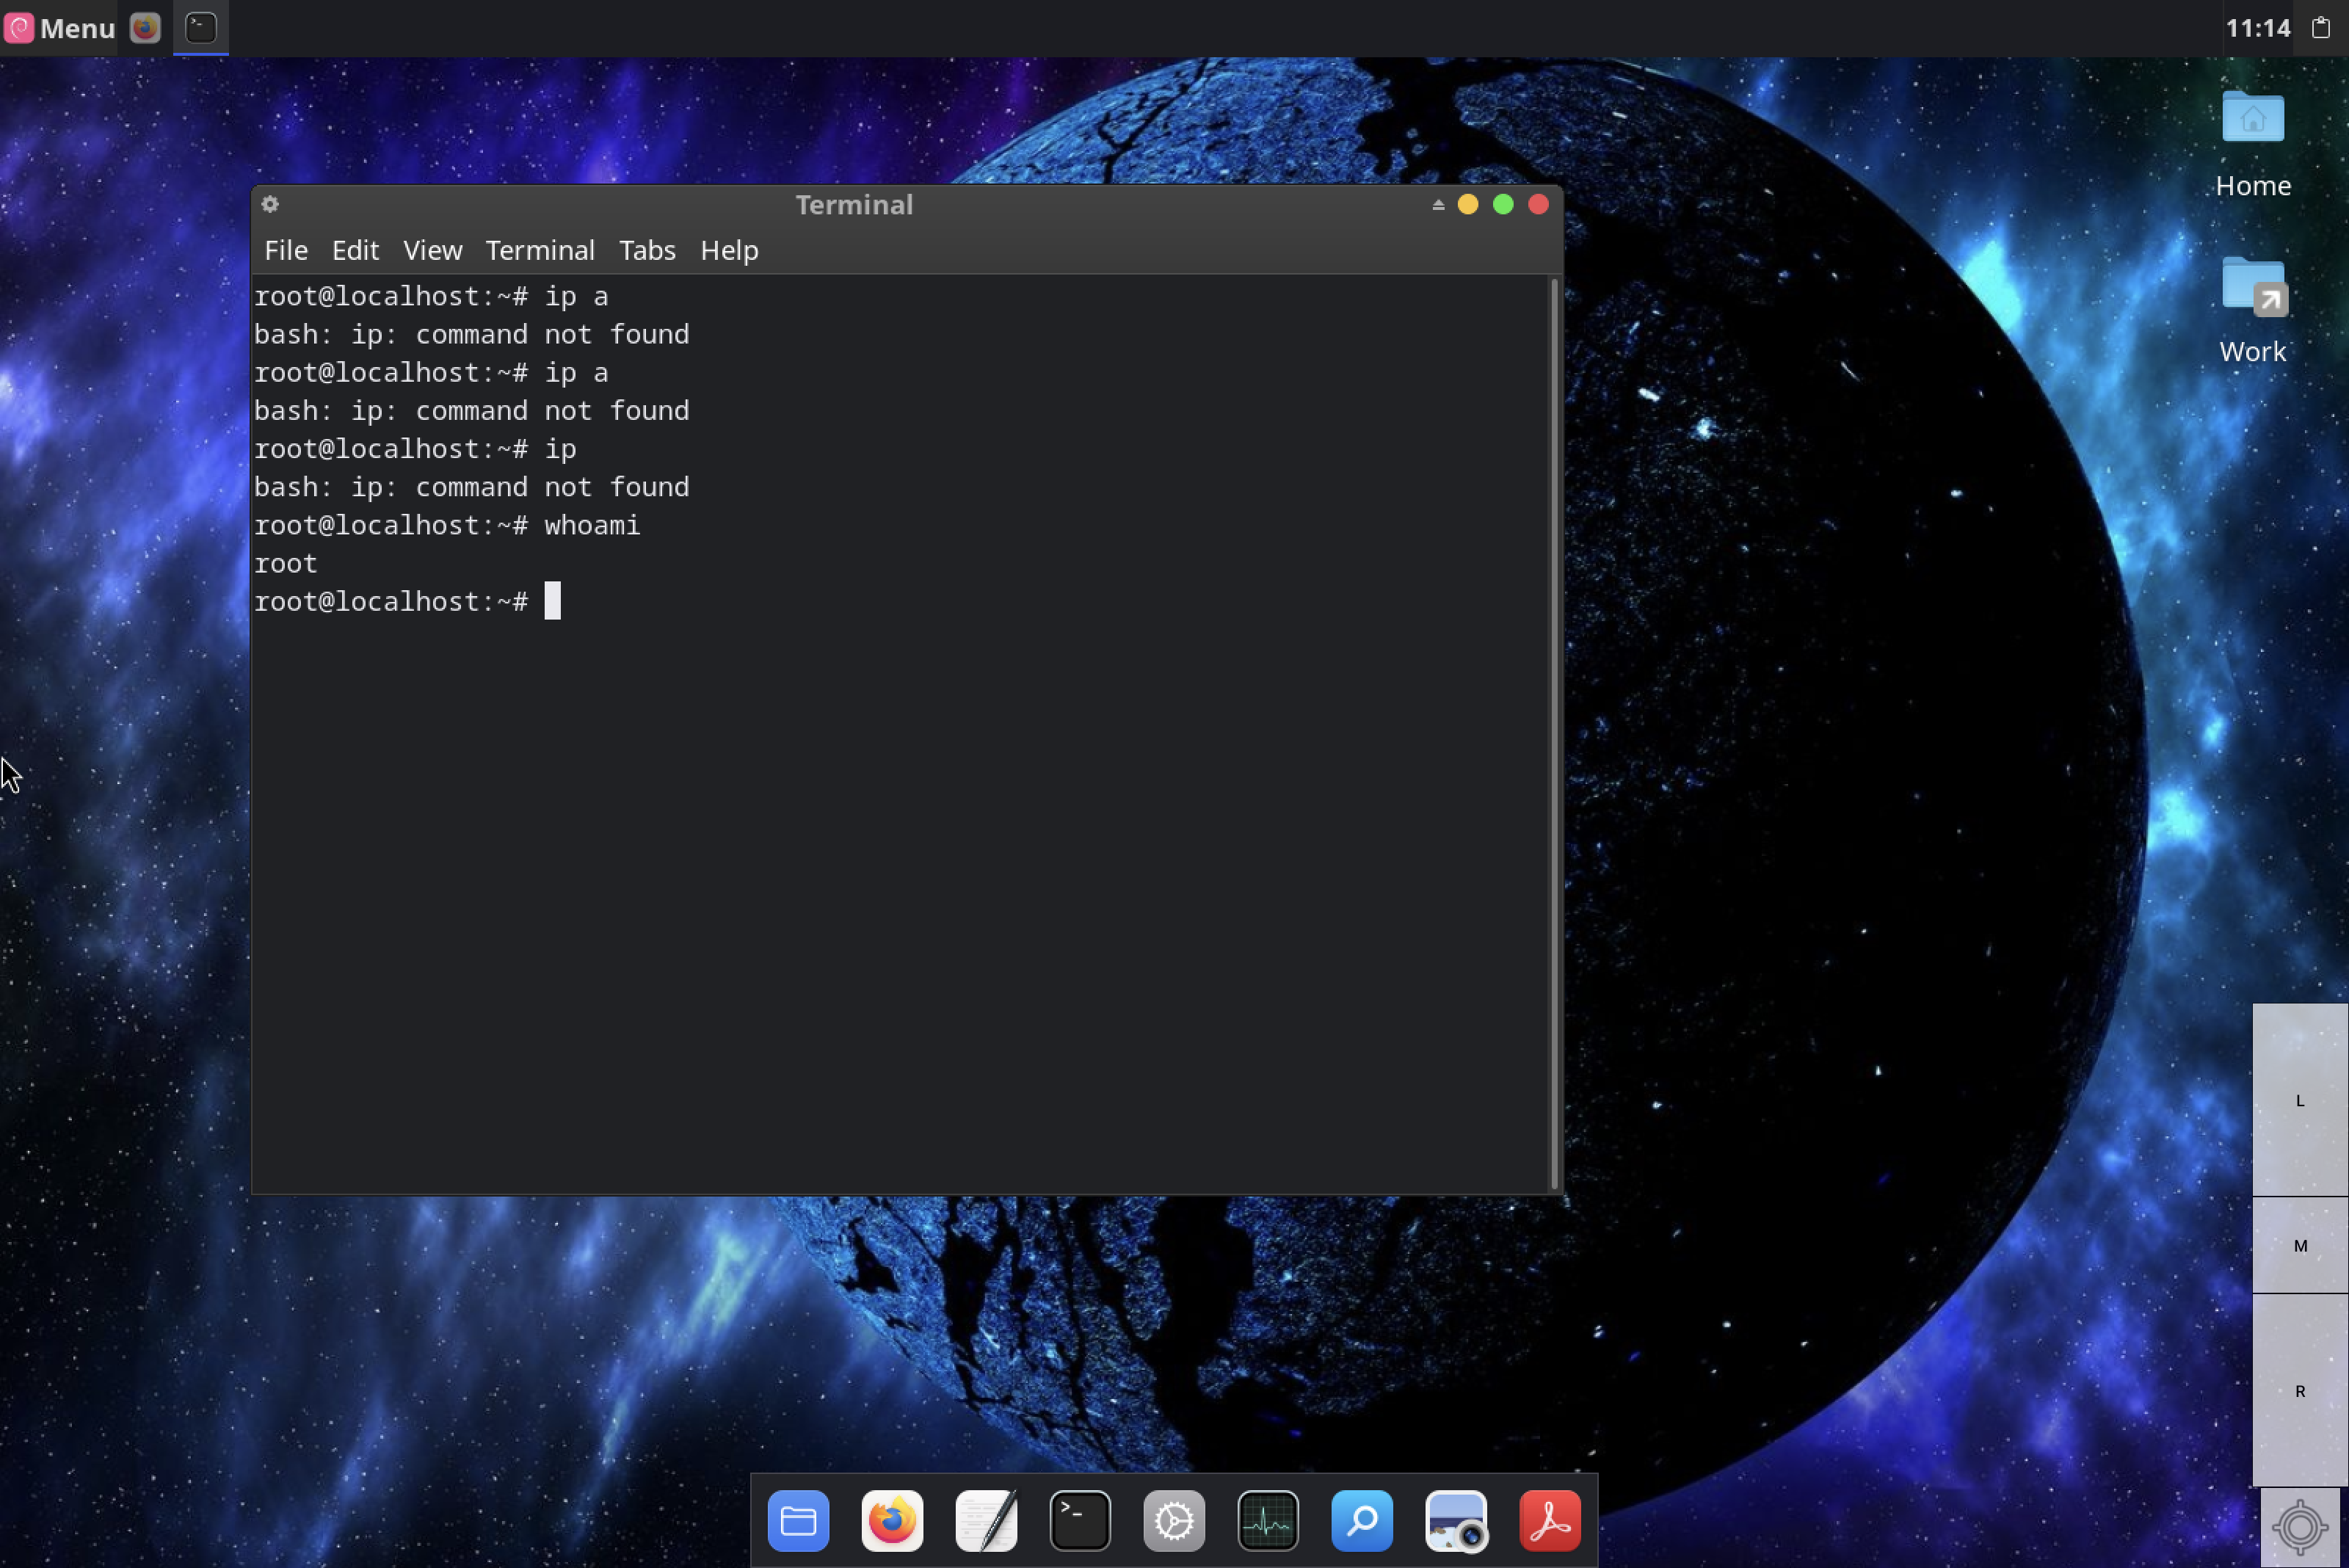 Menu
11:14
Home
Work
Terminal
File Edit View Terminal Tabs Help
root@localhost:~# ip a
bash: ip: command not found
root@localhost:~# ip a
bash: ip: command not found
root@localhost:~# ip
bash: ip: command not found
root@localhost:~# whoami
root
root@localhost:~#
L
M
R